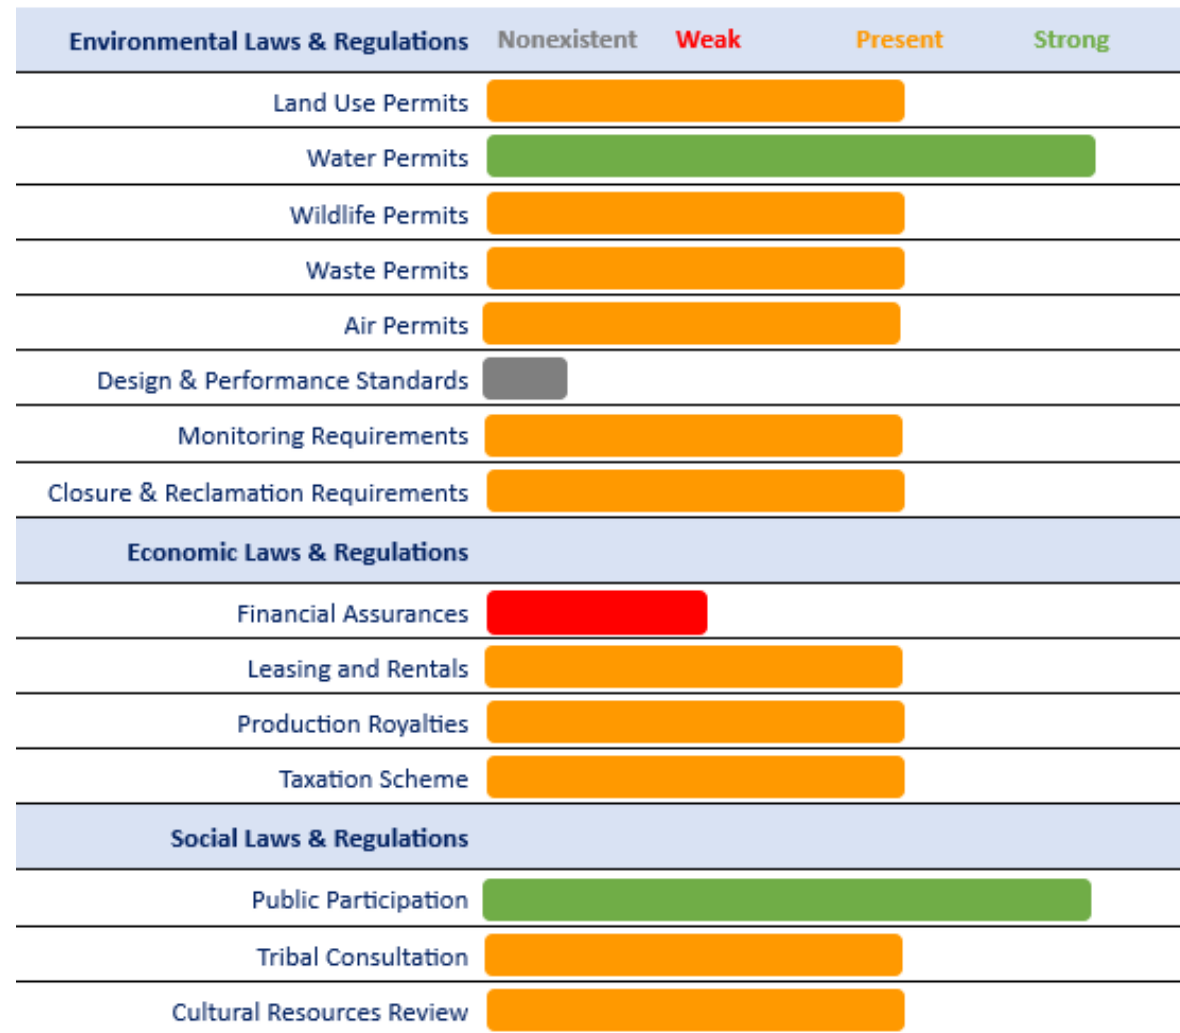 Environmental Laws & Regulations Nonexistent Weak Present Strong
Land Use Permits
Water Permits
Wildlife Permits
Waste Permits
Air Permits
Design & Performance Standards
Monitoring Requirements
Closure & Reclamation Requirements
Economic Laws & Regulations
Financial Assurances
Leasing and Rentals
Production Royalties
Taxation Scheme
Social Laws & Regulations
Public Participation
Tribal Consultation
Cultural Resources Review